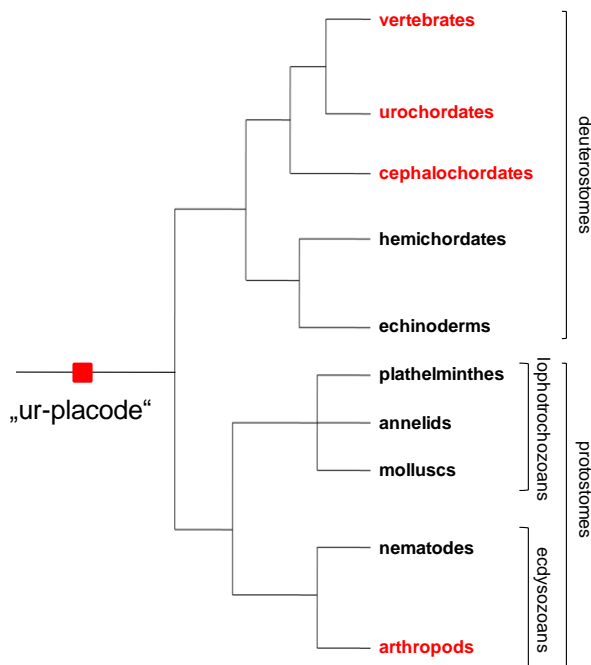 vertebrates
urochordates
cephalochordates
hemichordates
echinoderms
deuterostomes
„ur-placode“
plathelminthes
annelids
molluscs
lophotrochozoans
nematodes
arthropods
ecdysozoans
protostomes